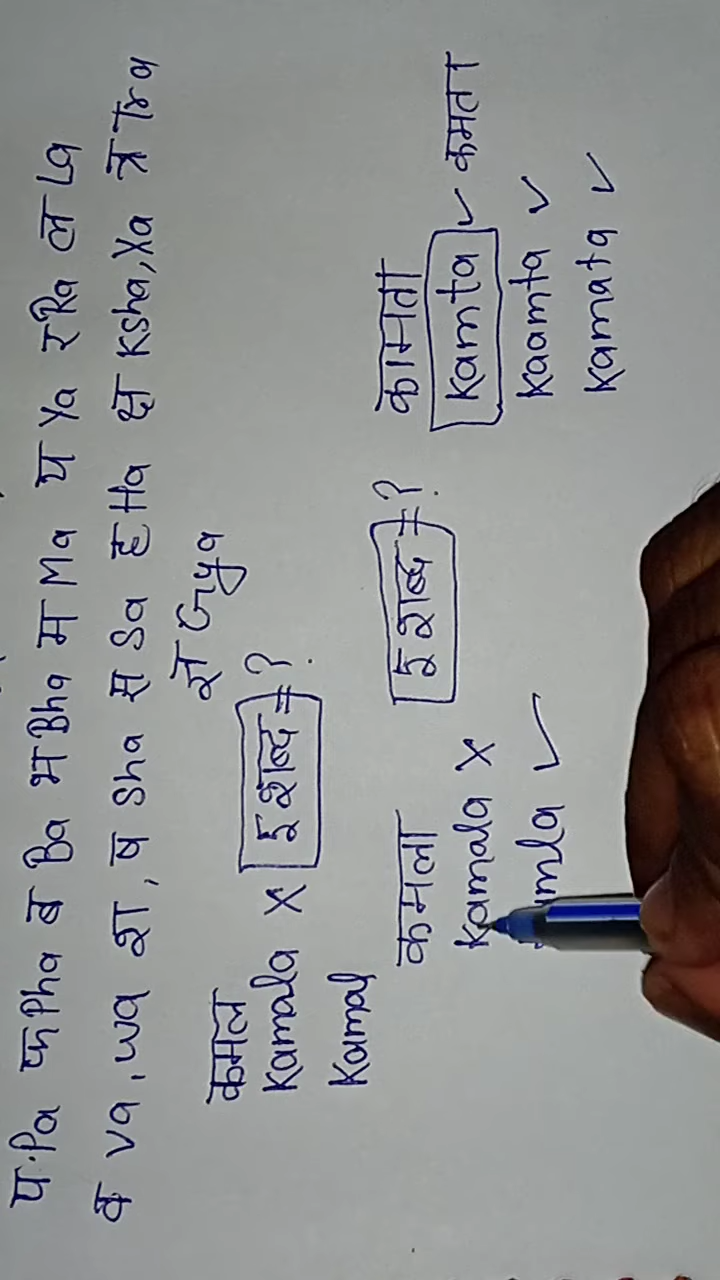 प Pa फ Pha ब Ba भ Bha म Ma य Ya र Ra ल La
व va, wa श, ष Sha स Sa ह Ha क्ष Ksha, Xa त्र Tra
ज्ञ Gya
कमल
Kamala × 5 शब्द = ?
Kamal
कमला 5 शब्द = ? कामता
Kamala × Kamta ✓ कमता
mla ✓ Kaamta ✓
Kamata ✓